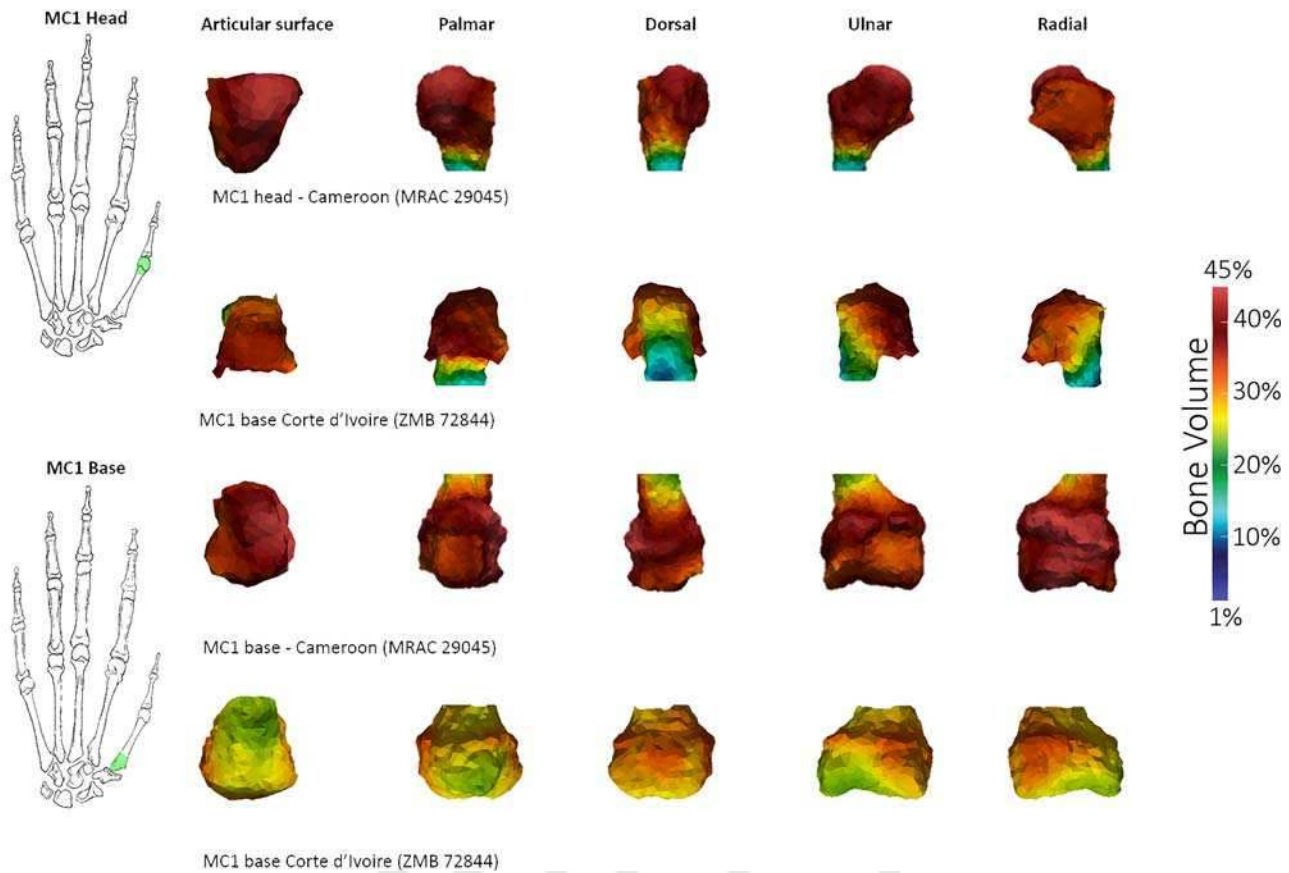 MC1 Head
Articular surface Palmar Dorsal Ulnar Radial
MC1 head - Cameroon (MRAC 29045)
45%
40%
30%
20%
10%
1%
Bone Volume
MC1 base Corte d'Ivoire (ZMB 72844)
MC1 Base
MC1 base - Cameroon (MRAC 29045)
MC1 base Corte d'Ivoire (ZMB 72844)